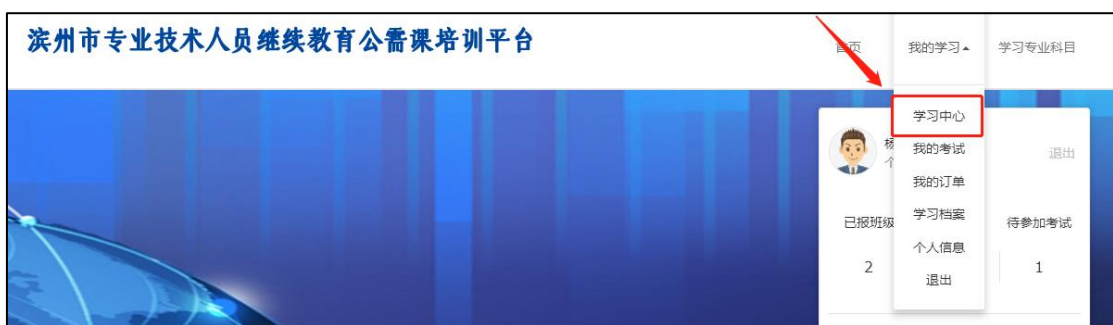 滨州市专业技术人员继续教育公需课培训平台
首页 我的学习▲ 学习专业科目
学习中心
杨
我的考试
退出
个
我的订单
已报班级
学习档案
待参加考试
个人信息
2
1
退出